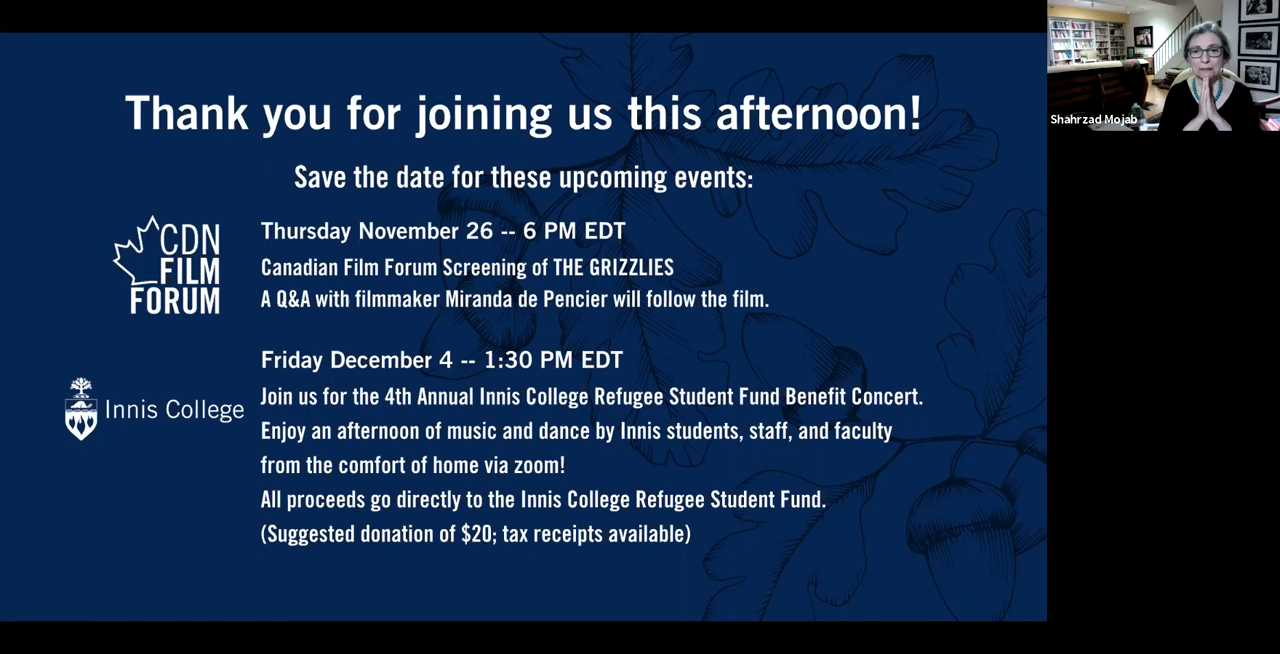 Thank you for joining us this afternoon!
Save the date for these upcoming events:
CDN
FILM
FORUM
Thursday November 26 -- 6 PM EDT
Canadian Film Forum Screening of THE GRIZZLIES
A Q&A with filmmaker Miranda de Pencier will follow the film.
Innis College
Friday December 4 -- 1:30 PM EDT
Join us for the 4th Annual Innis College Refugee Student Fund Benefit Concert.
Enjoy an afternoon of music and dance by Innis students, staff, and faculty
from the comfort of home via zoom!
All proceeds go directly to the Innis College Refugee Student Fund.
(Suggested donation of $20; tax receipts available)
Shahrzad Mojab